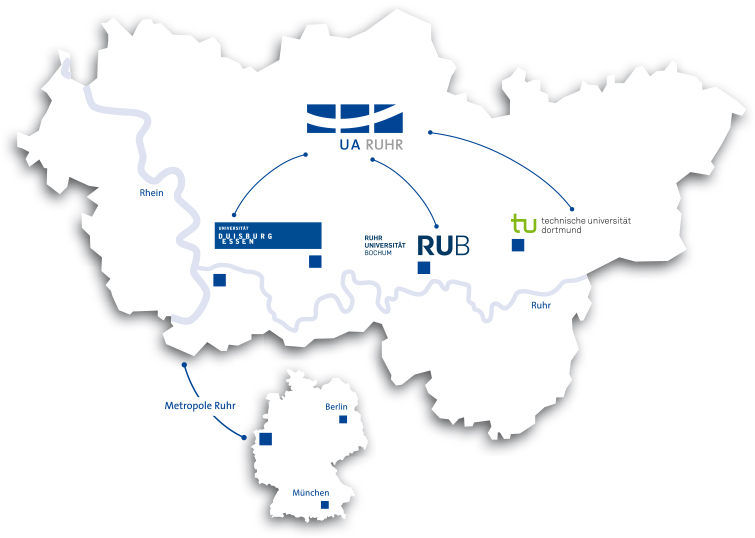 UA RUHR
Rhein
UNIVERSITÄT
DUISBURG
ESSEN
RUHR
UNIVERSITÄT
BOCHUM
RUB
tu technische universität
dortmund
Ruhr
Metropole Ruhr
Berlin
München